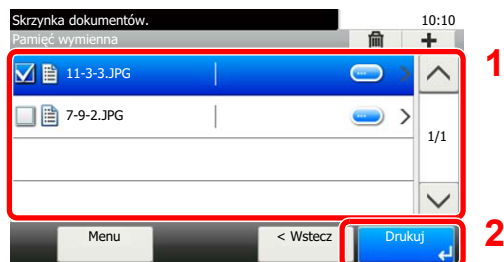 Skrzynka dokumentów. 10:10
Pamięć wymienna
1
11-3-3.JPG
7-9-2.JPG
1/1
Menu < Wstecz Drukuj 2